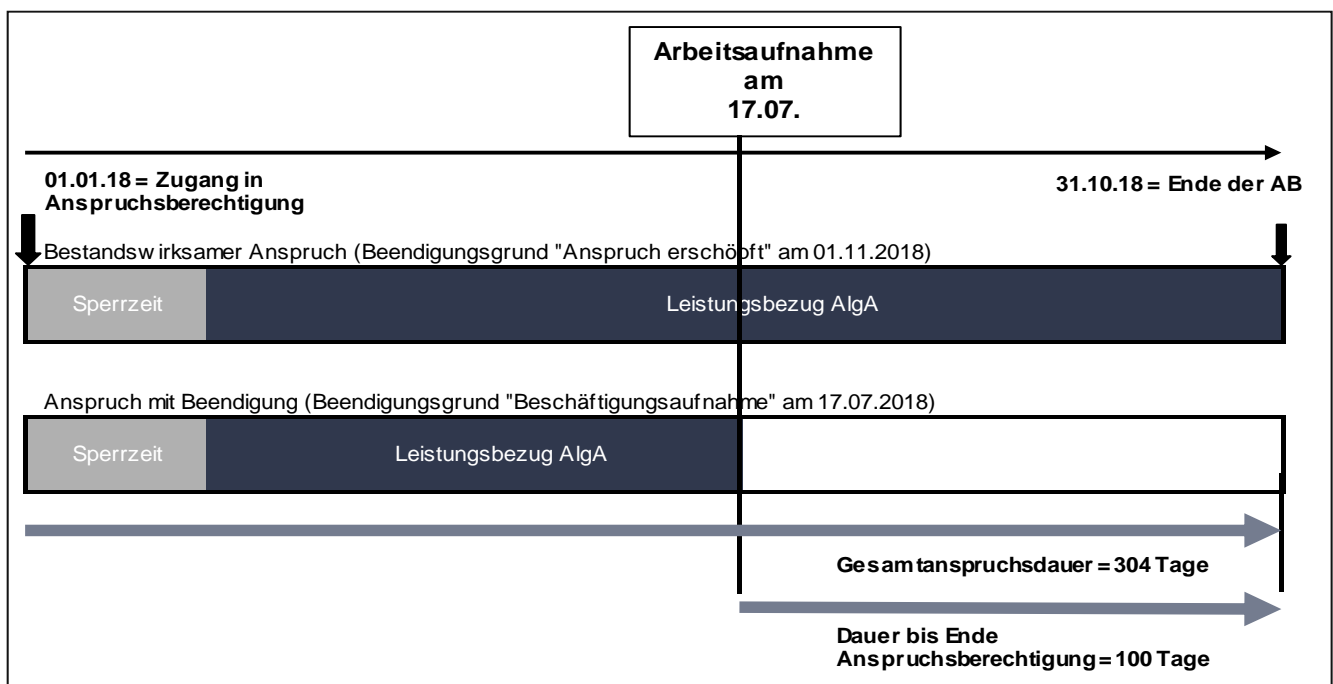 Arbeitsaufnahme
am
17.07.
01.01.18 = Zugang in
Anspruchsberechtigung
31.10.18 = Ende der AB
Bestandswirksamer Anspruch (Beendigungsgrund "Anspruch erschöpft" am 01.11.2018)
Sperrzeit
Leistungsbezug AlgA
Anspruch mit Beendigung (Beendigungsgrund "Beschäftigungsaufnahme" am 17.07.2018)
Sperrzeit
Leistungsbezug AlgA
Gesamtanspruchsdauer = 304 Tage
Dauer bis Ende
Anspruchsberechtigung = 100 Tage